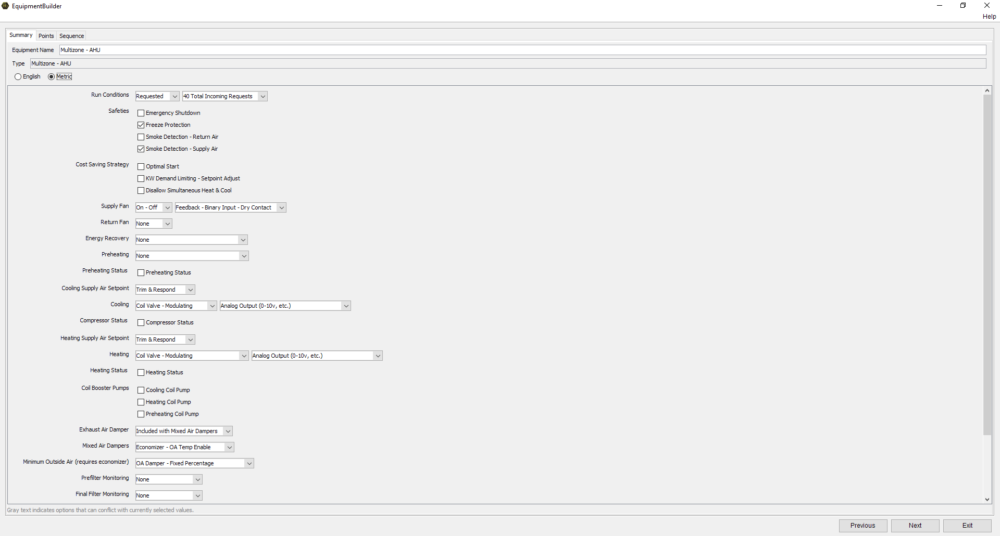 EquipmentBuilder
Help
Summary Points Sequence
Equipment Name Multizone - AHU
Type Multizone - AHU
English Metric
Run Conditions Requested 40 Total Incoming Requests
Safeties Emergency Shutdown
Freeze Protection
Smoke Detection - Return Air
Smoke Detection - Supply Air
Cost Saving Strategy Optimal Start
KW Demand Limiting - Setpoint Adjust
Disallow Simultaneous Heat & Cool
Supply Fan On - Off Feedback - Binary Input - Dry Contact
Return Fan None
Energy Recovery None
Preheating None
Preheating Status Preheating Status
Cooling Supply Air Setpoint Trim & Respond
Cooling Coil Valve - Modulating Analog Output (0-10v, etc.)
Compressor Status Compressor Status
Heating Supply Air Setpoint Trim & Respond
Heating Coil Valve - Modulating Analog Output (0-10v, etc.)
Heating Status Heating Status
Coil Booster Pumps Cooling Coil Pump
Heating Coil Pump
Preheating Coil Pump
Exhaust Air Damper Included with Mixed Air Dampers
Mixed Air Dampers Economizer - OA Temp Enable
Minimum Outside Air (requires economizer) OA Damper - Fixed Percentage
Prefilter Monitoring None
Final Filter Monitoring None
Gray text indicates options that can conflict with currently selected values.
Previous Next Exit